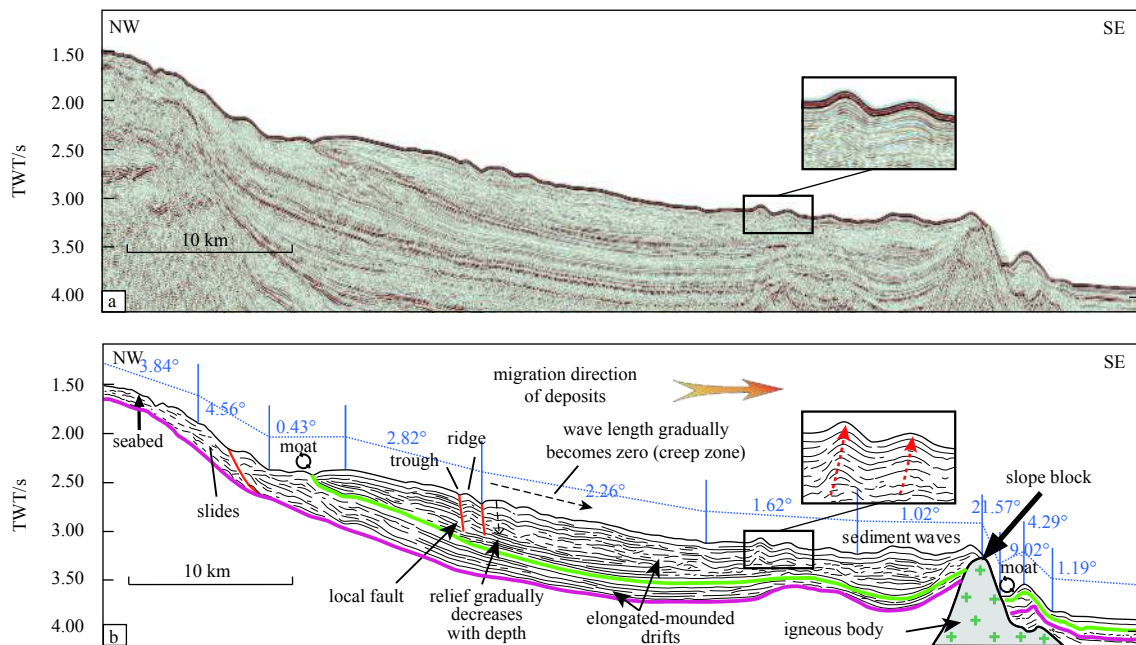 NW
SE
1.50
2.00
2.50
3.00
3.50
4.00
TWT/s
10 km
a
NW
SE
3.84°
4.56°
0.43°
2.82°
2.26°
1.62°
1.02°
21.57°
4.29°
9.02°
1.19°
migration direction
of deposits
wave length gradually
becomes zero (creep zone)
seabed
moat
ridge
trough
slides
slope block
sediment waves
moat
local fault
relief gradually
decreases
with depth
elongated-mounded
drifts
igneous body
1.50
2.00
2.50
3.00
3.50
4.00
TWT/s
10 km
b